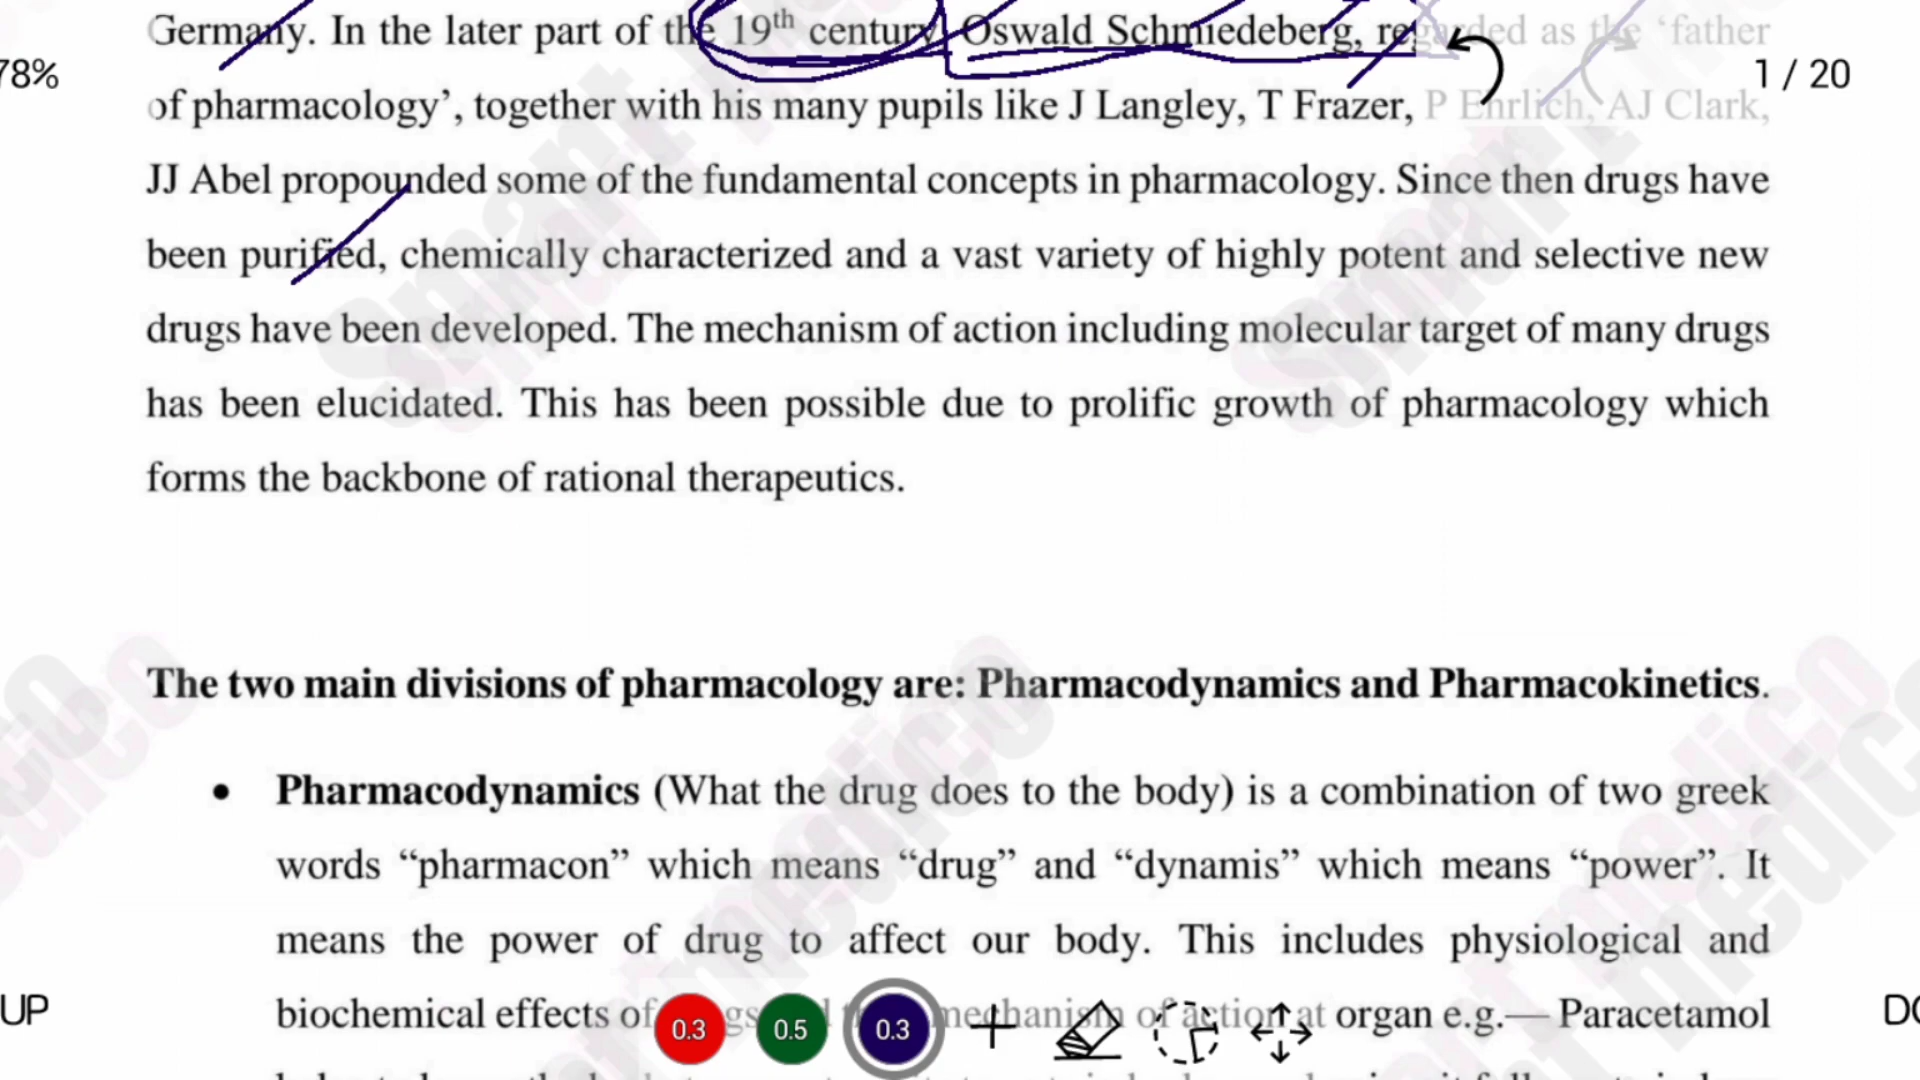 Germany. In the later part of the 19th century, Oswald Schmiedeberg, regarded as the ‘father
78%
1 / 20
of pharmacology’, together with his many pupils like J Langley, T Frazer, P Ehrlich, AJ Clark,
JJ Abel propounded some of the fundamental concepts in pharmacology. Since then drugs have
been purified, chemically characterized and a vast variety of highly potent and selective new
drugs have been developed. The mechanism of action including molecular target of many drugs
has been elucidated. This has been possible due to prolific growth of pharmacology which
forms the backbone of rational therapeutics.
The two main divisions of pharmacology are: Pharmacodynamics and Pharmacokinetics.
• Pharmacodynamics (What the drug does to the body) is a combination of two greek
words “pharmacon” which means “drug” and “dynamis” which means “power”. It
means the power of drug to affect our body. This includes physiological and
biochemical effects of mechanism of action at organ e.g.— Paracetamol
UP
0.3
0.5
0.3